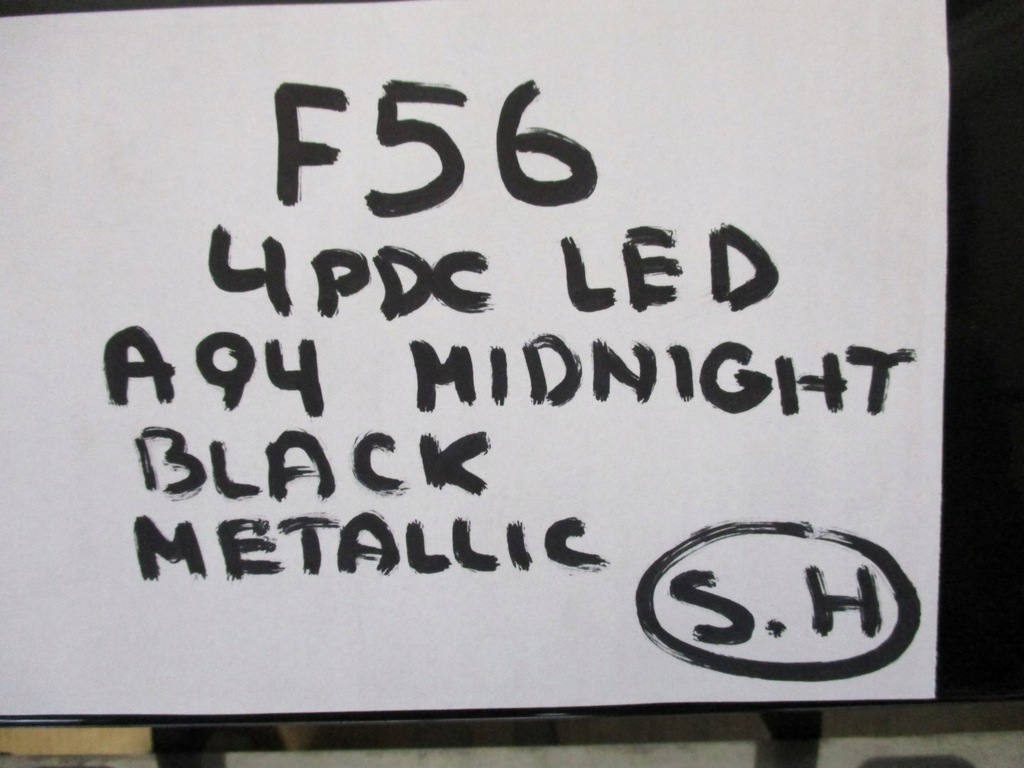 F56
4PDC LED
A94 MIDNIGHT
BLACK
METALLIC
S.H